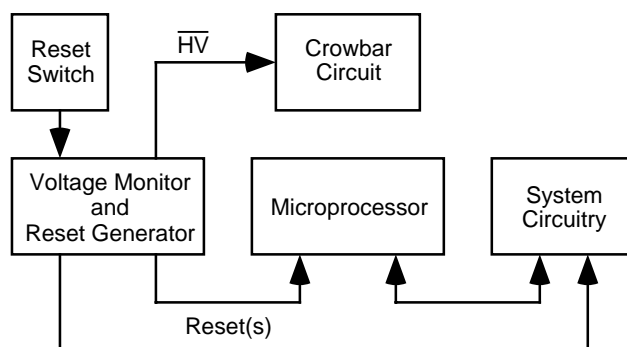 Reset
Switch
HV
Crowbar
Circuit
Voltage Monitor
and
Reset Generator
Microprocessor
System
Circuitry
Reset(s)